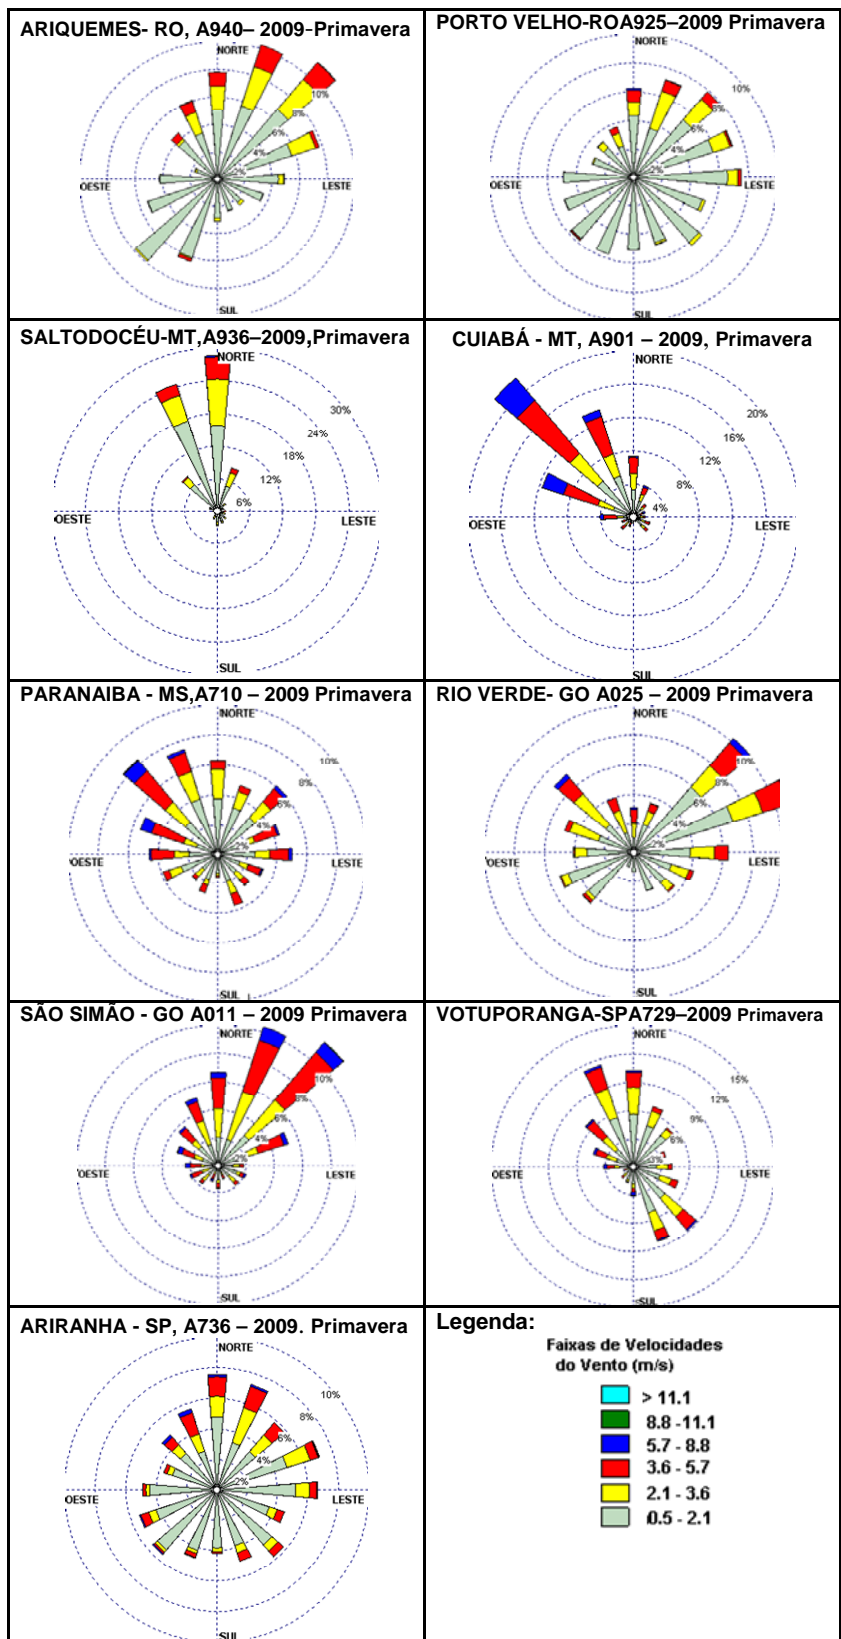 ARIQUEMES- RO, A940– 2009-Primavera
NORTE
10%
8%
6%
4%
2%
OESTE
LESTE
SUL
PORTO VELHO-ROA925–2009 Primavera
NORTE
10%
8%
6%
4%
2%
OESTE
LESTE
SUL
SALTODOCÉU-MT,A936–2009,Primavera
NORTE
30%
24%
18%
12%
6%
OESTE
LESTE
SUL
CUIABÁ - MT, A901 – 2009. Primavera
NORTE
20%
16%
12%
8%
4%
OESTE
LESTE
SUL
PARANAIBA - MS,A710 – 2009 Primavera
NORTE
10%
8%
6%
4%
2%
OESTE
LESTE
SUL
RIO VERDE- GO A025 – 2009 Primavera
NORTE
10%
8%
6%
4%
2%
OESTE
LESTE
SUL
SÃO SIMÃO - GO A011 – 2009 Primavera
NORTE
10%
8%
6%
4%
2%
OESTE
LESTE
SUL
VOTUPORANGA-SPA729–2009 Primavera
NORTE
15%
12%
9%
6%
3%
OESTE
LESTE
SUL
ARIRANHA - SP, A736 – 2009. Primavera
NORTE
10%
8%
6%
4%
2%
OESTE
LESTE
SUL
Legenda:
Faixas de Velocidades
do Vento (m/s)
> 11.1
8.8 -11.1
5.7 - 8.8
3.6 - 5.7
2.1 - 3.6
0.5 - 2.1